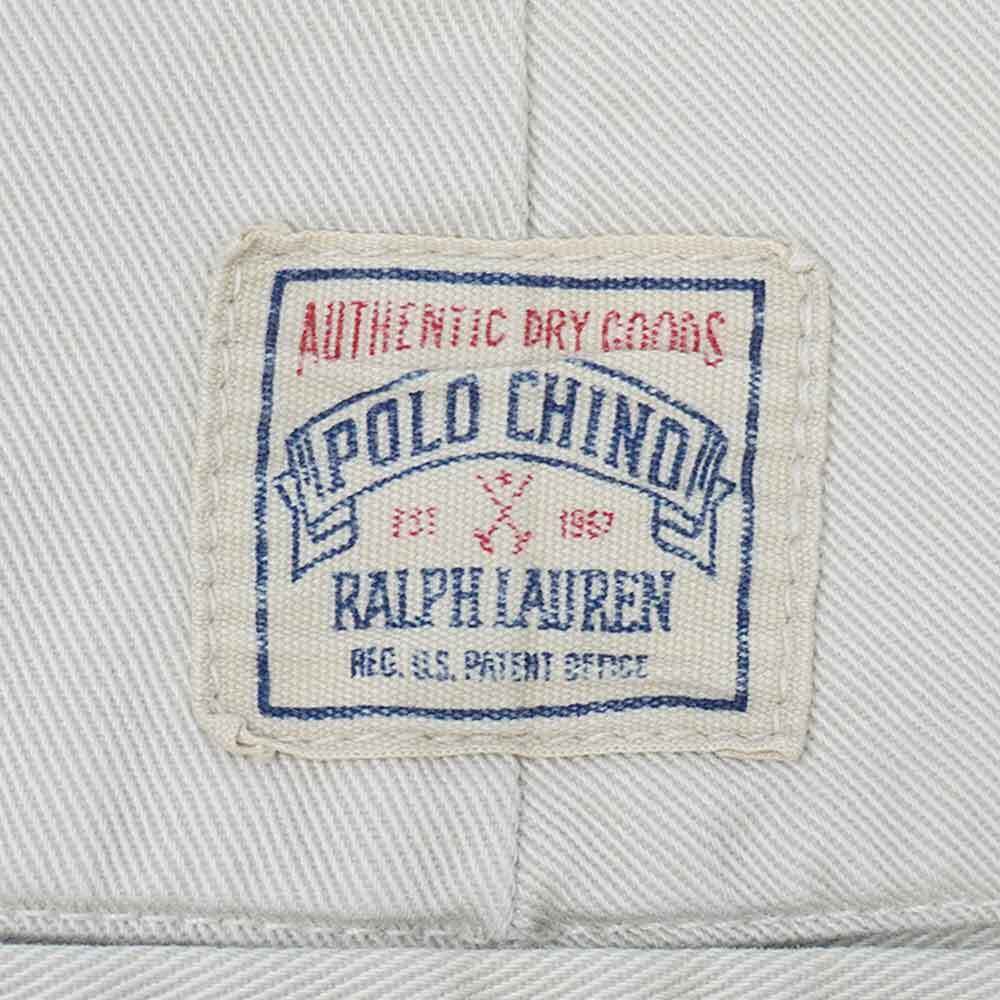 AUTHENTIC DRY GOODS
POLO CHINO
EST 1967
RALPH LAUREN
REG. U.S. PATENT OFFICE